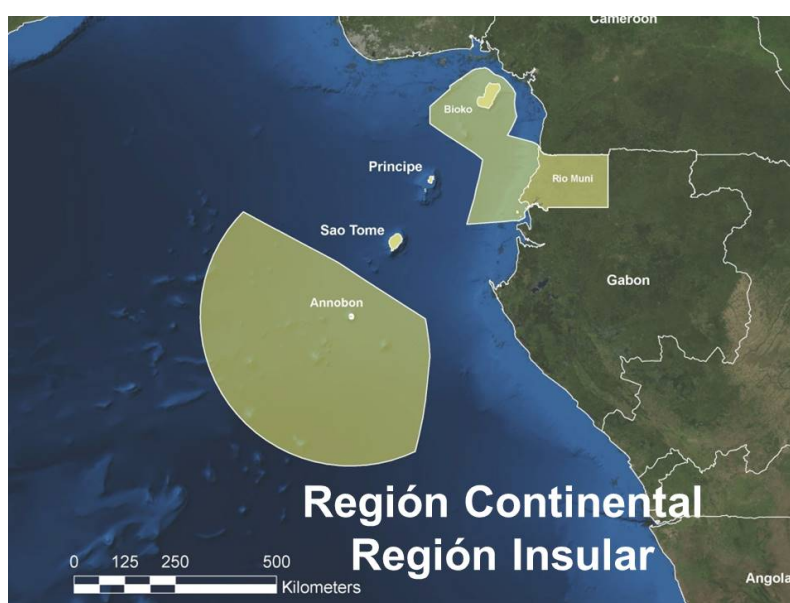 Cameroon
Bioko
Principe
Rio Muni
Sao Tome
Gabon
Annobon
Región Continental
Región Insular
0 125 250 500
Kilometers
Angola